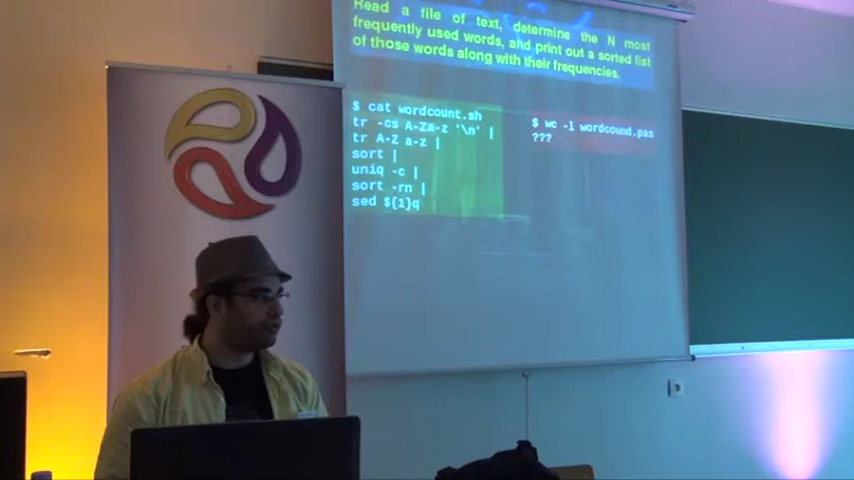 Read a file of text, determine the N most
frequently used words, and print out a sorted list
of those words along with their frequencies.
$ cat wordcount.sh
tr -cs A-Za-z '\n' |
tr A-Z a-z |
sort |
uniq -c |
sort -rn |
sed ${1}q
$ wc -l wordcound.pas
???